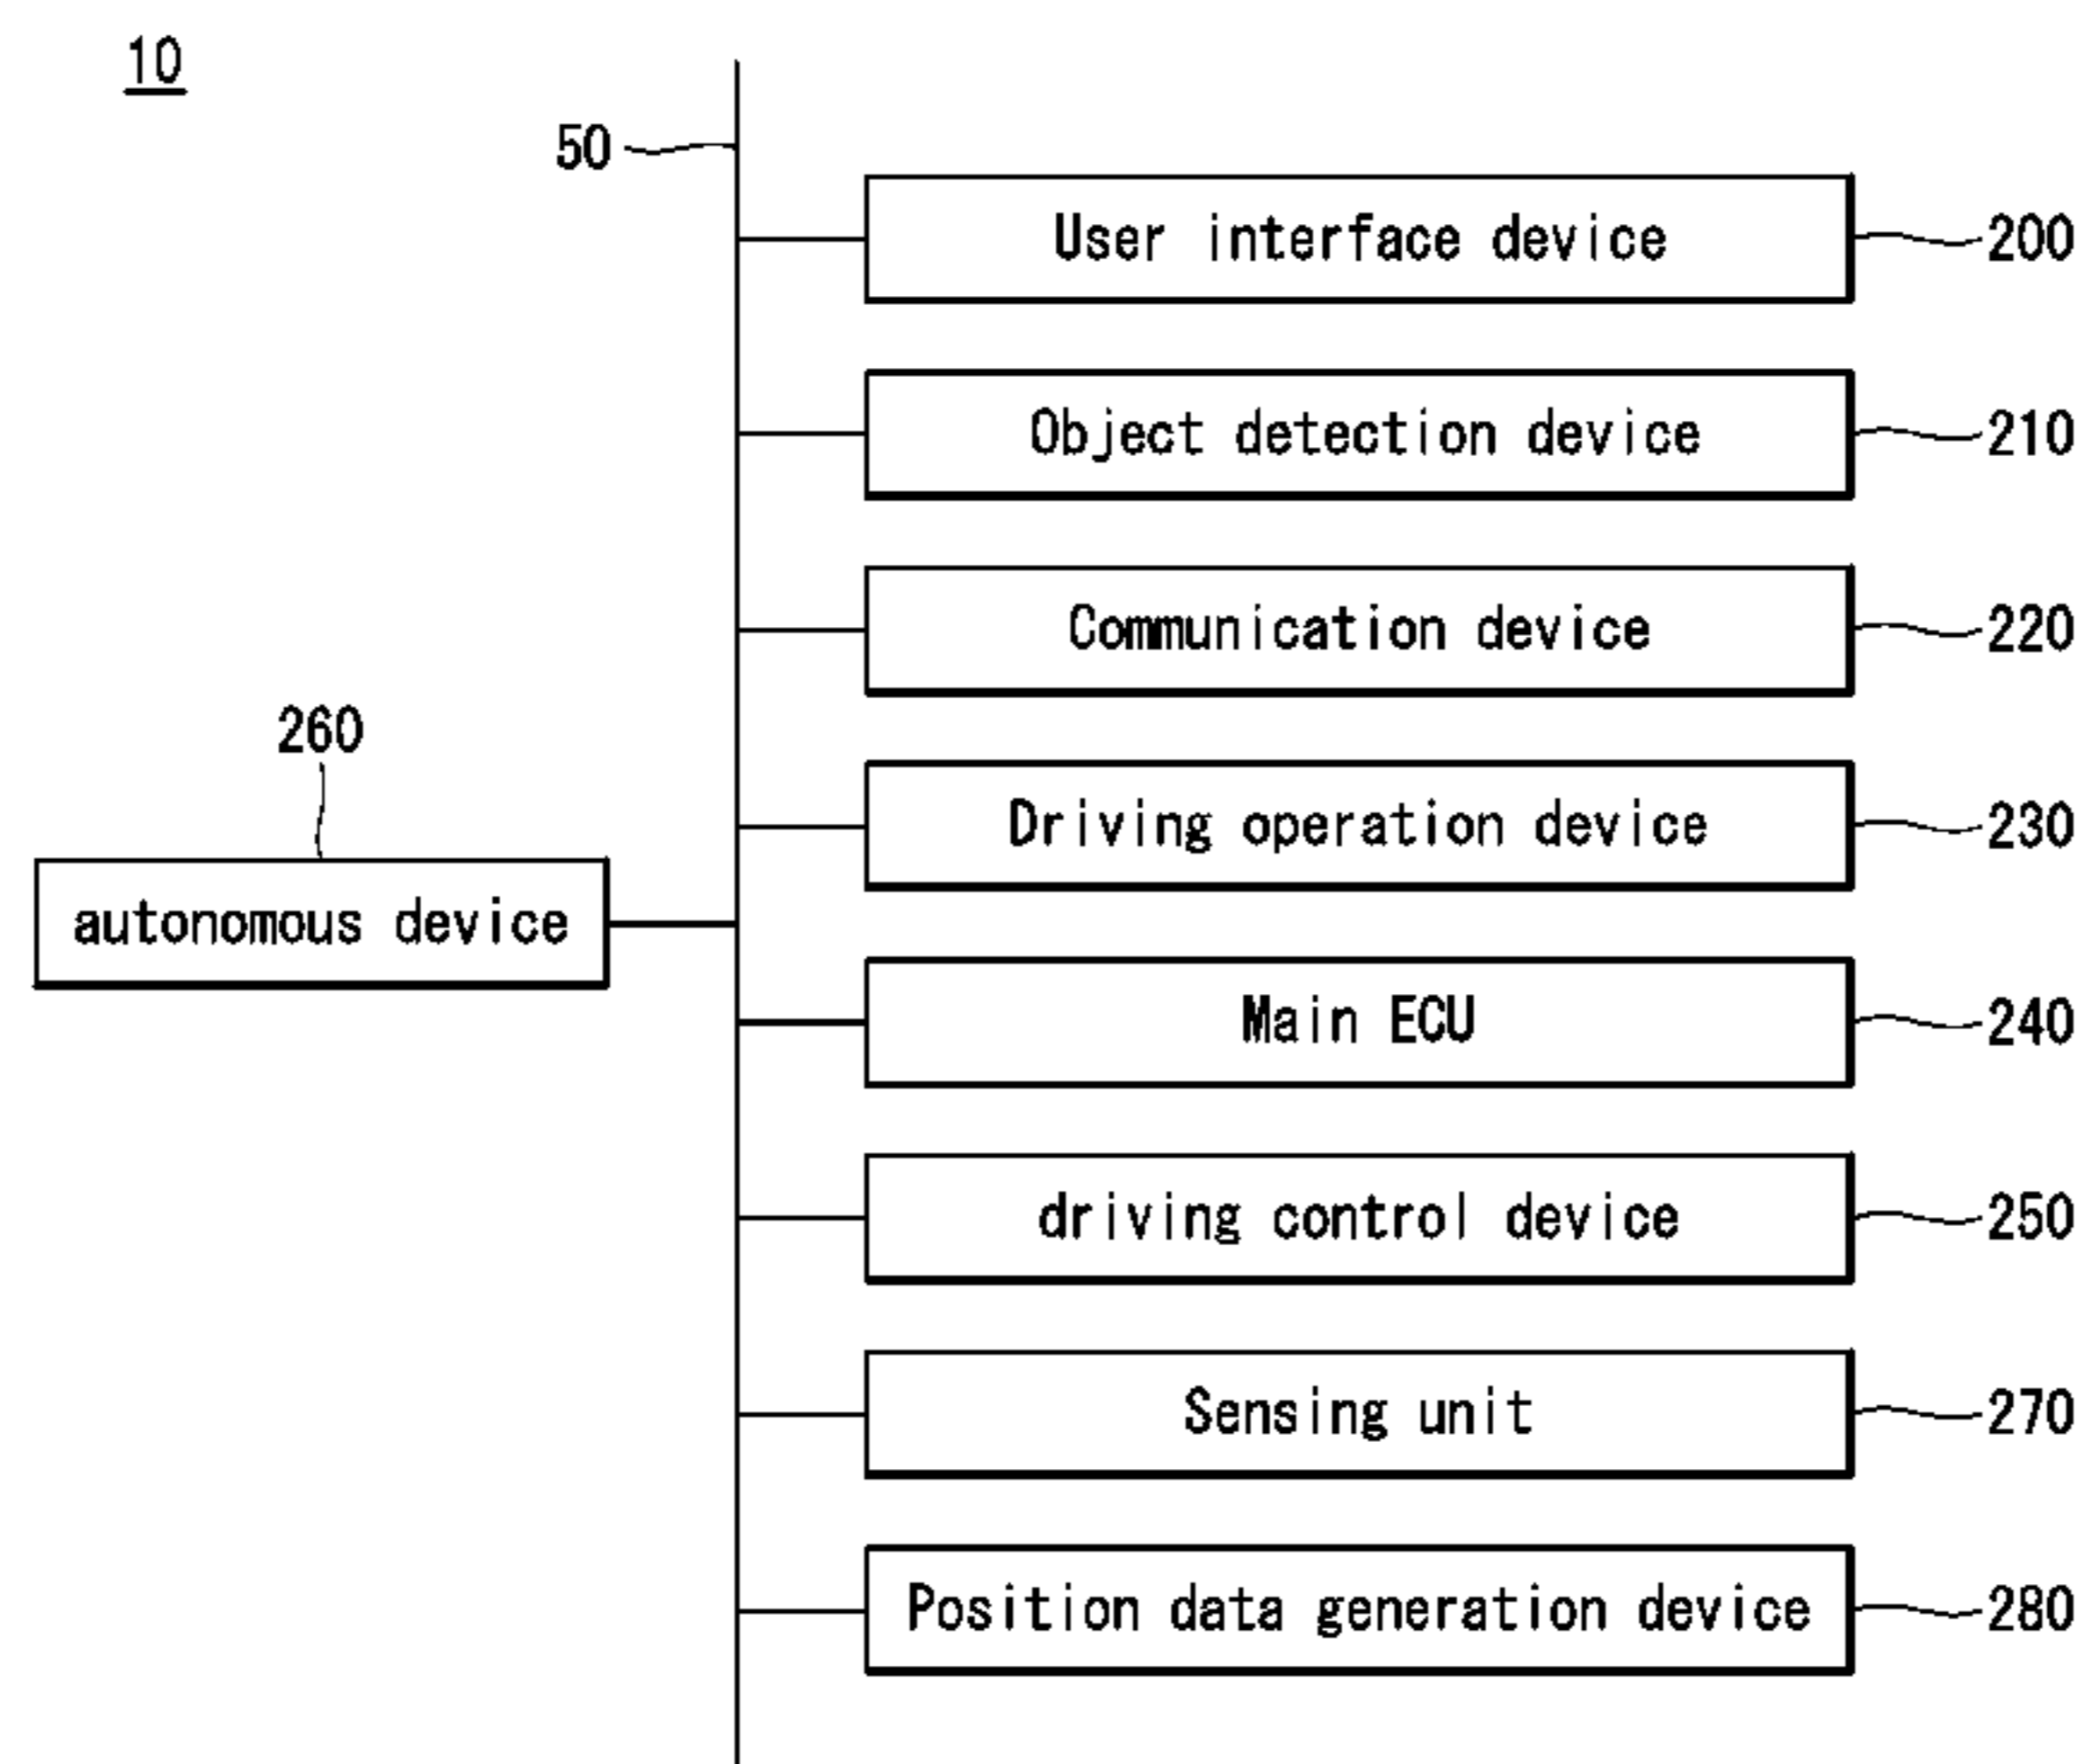 10
50
User interface device
200
Object detection device
210
Communication device
220
Driving operation device
230
260
autonomous device
Main ECU
240
driving control device
250
Sensing unit
270
Position data generation device
280